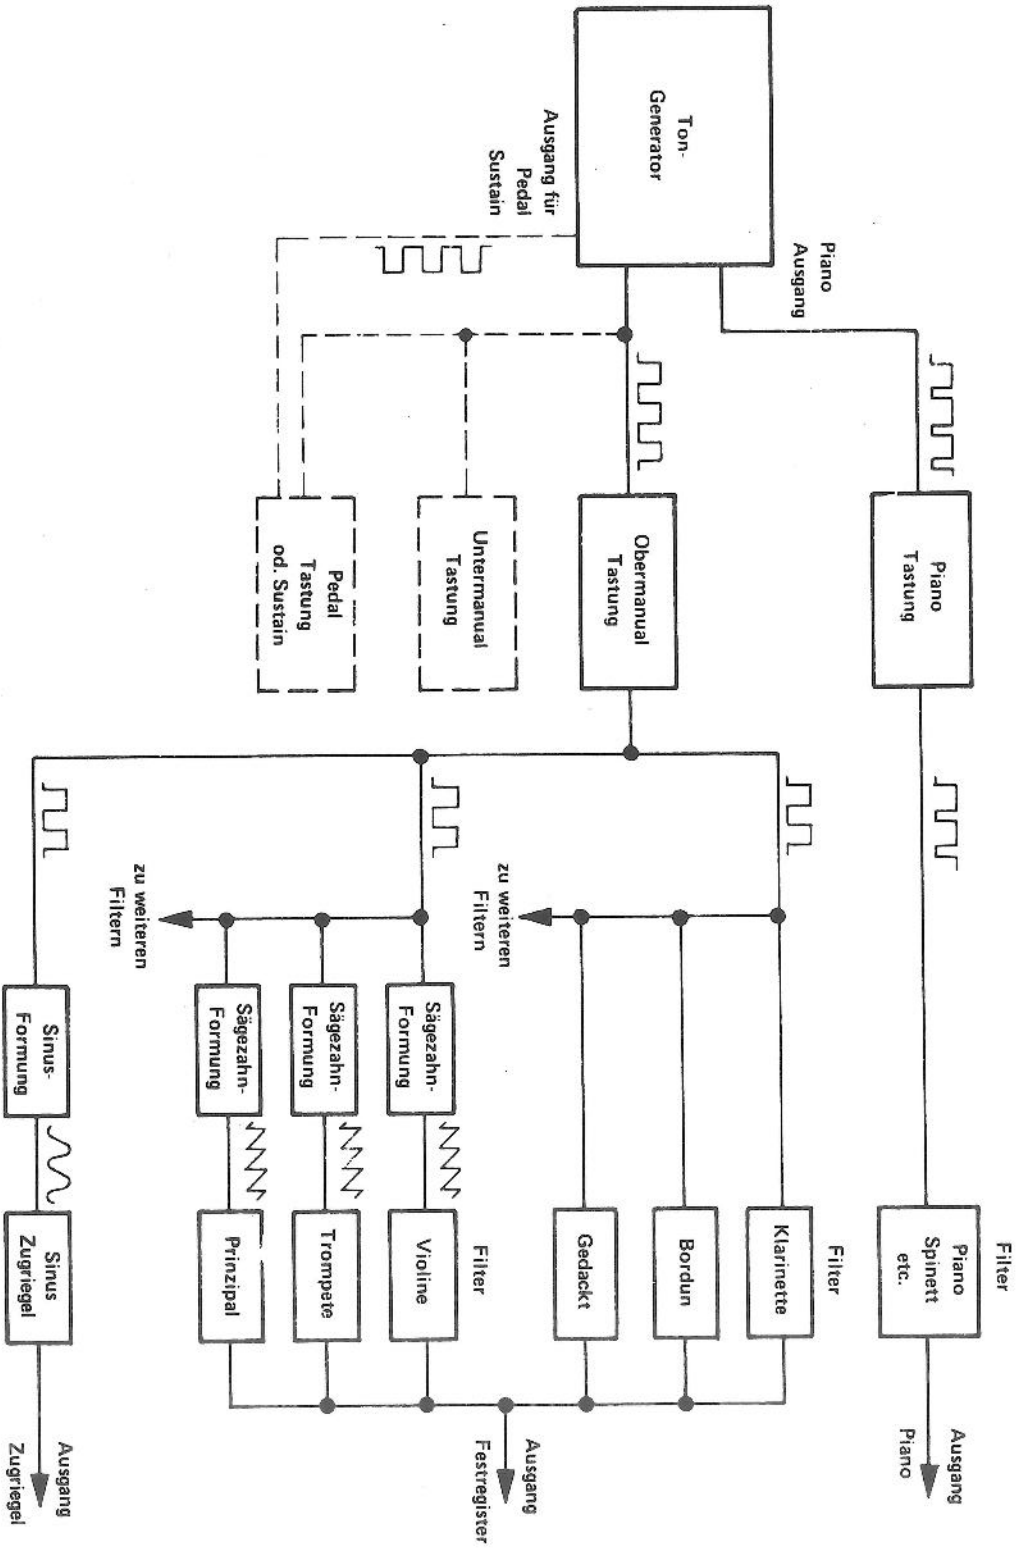 Ton-
Generator
Piano
Ausgang
Ausgang für
Pedal
Sustain
Piano
Tastung
Obermanual
Tastung
Untermanual
Tastung
Pedal
Tastung
od. Sustain
zu weiteren
Filtern
zu weiteren
Filtern
Sägezahn-
Formung
Sägezahn-
Formung
Sägezahn-
Formung
Sinus-
Formung
Filter
Piano
Spinett
etc.
Filter
Klarinette
Bordun
Gedackt
Filter
Violine
Trompete
Prinzipal
Sinus
Zugriegel
Ausgang
Piano
Ausgang
Festregister
Ausgang
Zugriegel